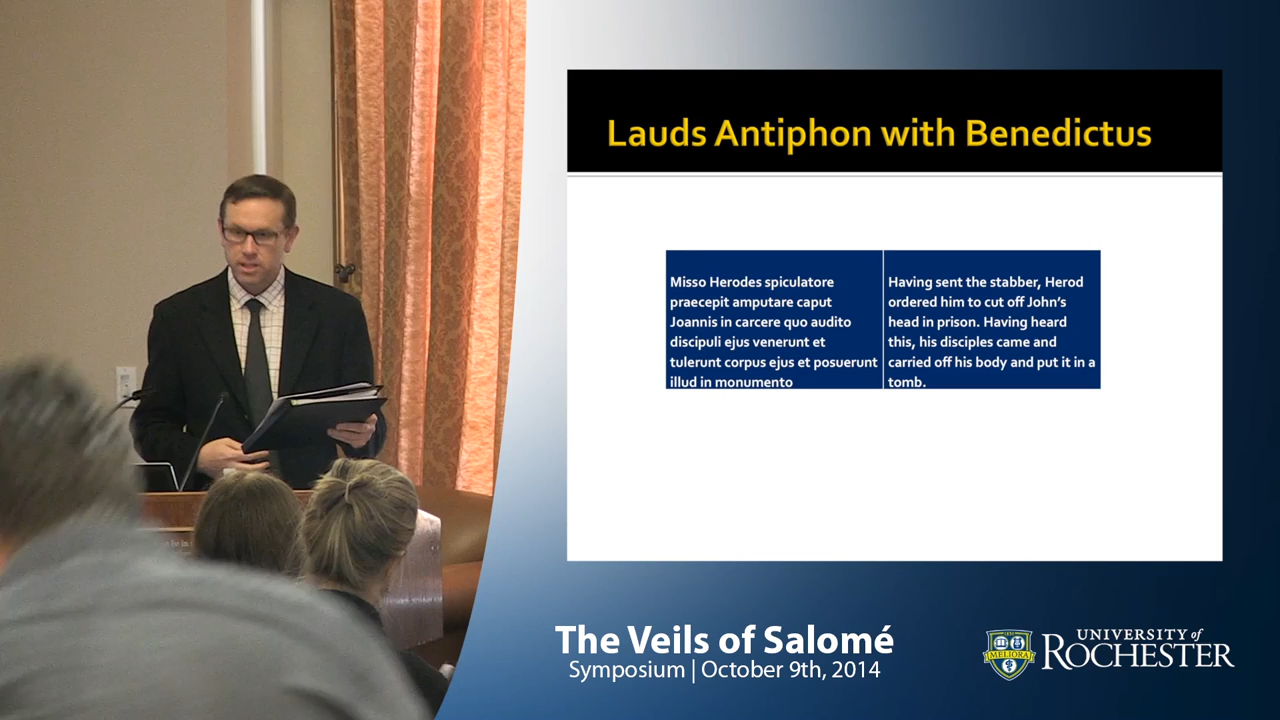 Lauds Antiphon with Benedictus
Misso Herodes spiculatore
praecepit amputare caput
Joannis in carcere quo audito
discipuli ejus venerunt et
tulerunt corpus ejus et posuerunt
illud in monumento
Having sent the stabber, Herod
ordered him to cut off John's
head in prison. Having heard
this, his disciples came and
carried off his body and put it in a
tomb.
The Veils of Salomé
Symposium | October 9th, 2014
MELIORA
UNIVERSITY of
ROCHESTER